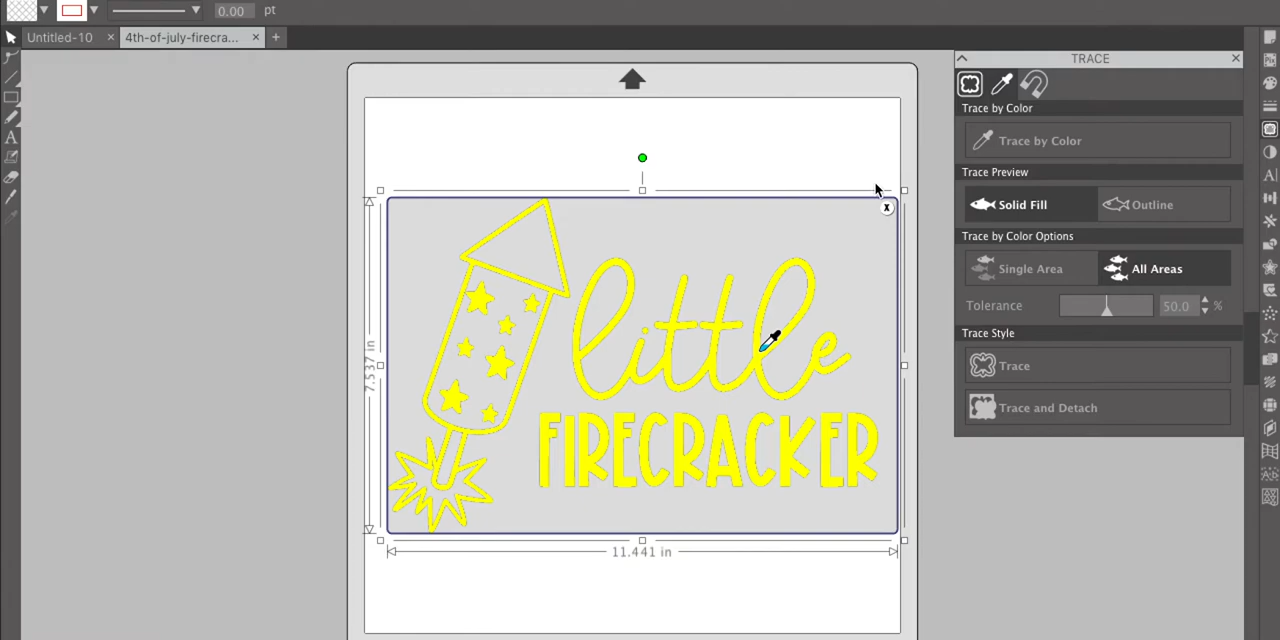 0.00 pt
Untitled-10 × 4th-of-july-firecra... × +
TRACE
Trace by Color
Trace by Color
Trace Preview
Solid Fill Outline
Trace by Color Options
Single Area All Areas
Tolerance 50.0 %
Trace Style
Trace
Trace and Detach
x
little
FIRECRACKER
7.537 in
11.441 in